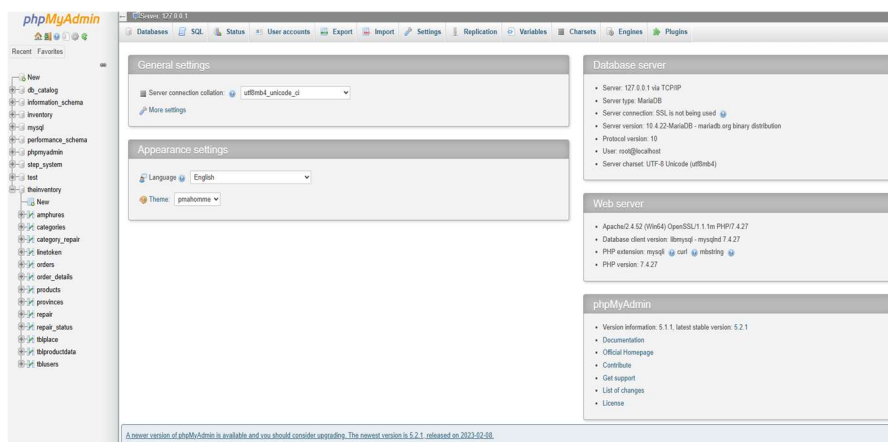 phpMyAdmin
Recent Favorites
New
db_catalog
information_schema
inventory
mysql
performance_schema
phpmyadmin
step_system
test
theinventory
New
amphures
categories
category_repair
linetoken
orders
order_details
products
provinces
repair
repair_status
tblplace
tblproductdata
tblusers
Server: 127.0.0.1
Databases SQL Status User accounts Export Import Settings Replication Variables Charsets Engines Plugins
General settings
Server connection collation: utf8mb4_unicode_ci
More settings
Appearance settings
Language English
Theme: pmahomme
Database server
• Server: 127.0.0.1 via TCP/IP
• Server type: MariaDB
• Server connection: SSL is not being used
• Server version: 10.4.22-MariaDB - mariadb.org binary distribution
• Protocol version: 10
• User: root@localhost
• Server charset: UTF-8 Unicode (utf8mb4)
Web server
• Apache/2.4.52 (Win64) OpenSSL/1.1.1m PHP/7.4.27
• Database client version: libmysql - mysqlnd 7.4.27
• PHP extension: mysqli curl mbstring
• PHP version: 7.4.27
phpMyAdmin
• Version information: 5.1.1, latest stable version: 5.2.1
• Documentation
• Official Homepage
• Contribute
• Get support
• List of changes
• License
A newer version of phpMyAdmin is available and you should consider upgrading. The newest version is 5.2.1, released on 2023-02-08.